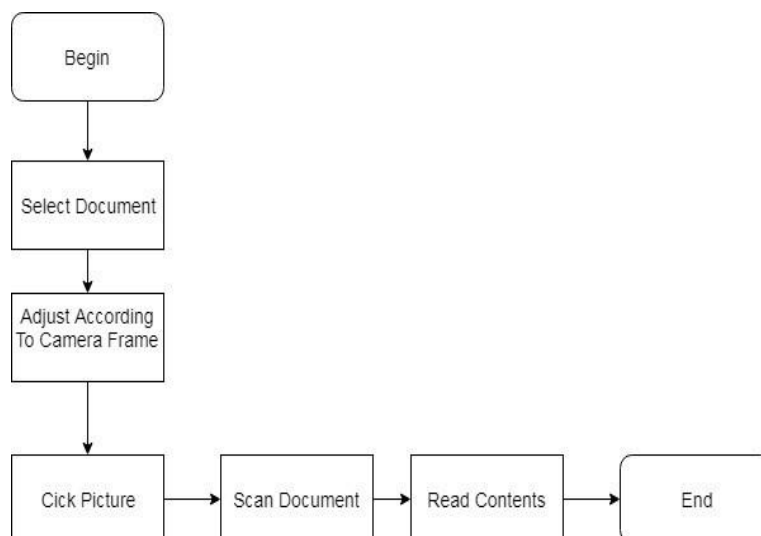 Begin
Select Document
Adjust According
To Camera Frame
Cick Picture
Scan Document
Read Contents
End